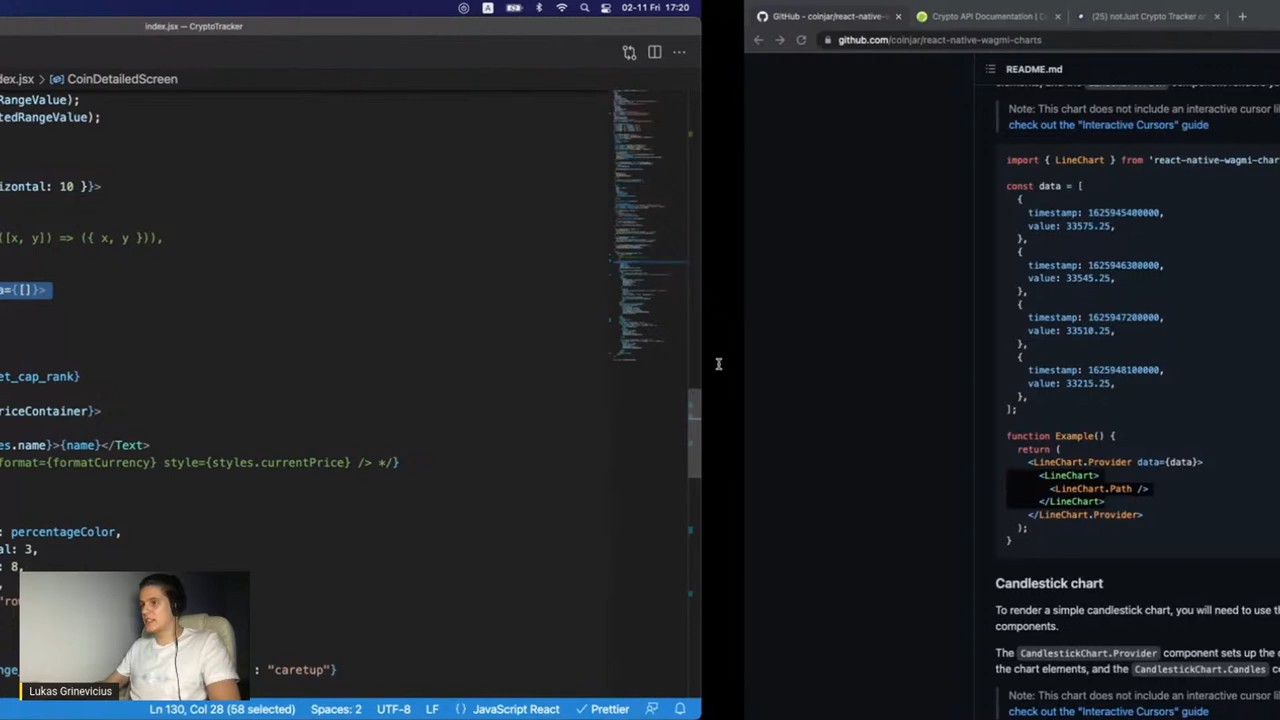 02-11 Fri 17:20
index.jsx — CryptoTracker
dex.jsx > CoinDetailedScreen
RangeValue);
tedRangeValue);
izontal: 10 }}>
([x, y]) => ({ x, y })),
a={[]}>
et_cap_rank}
riceContainer}>
es.name}>{name}</Text>
format={formatCurrency} style={styles.currentPrice} /> */}
: percentageColor,
al: 3,
8,
"ro
: "caretup"}
Lukas Grinevicius
Ln 130, Col 28 (58 selected)
Spaces: 2
UTF-8
LF
{} JavaScript React
Prettier
GitHub - coinjar/react-native-
Crypto API Documentation | Co
(25) notJust Crypto Tracker or
github.com/coinjar/react-native-wagmi-charts
README.md
Note: This chart does not include an interactive cursor li
check out the "Interactive Cursors" guide
import { LineChart } from 'react-native-wagmi-char
const data = [
{
timestamp: 1625945400000,
value: 33575.25,
},
{
timestamp: 1625946300000,
value: 33545.25,
},
{
timestamp: 1625947200000,
value: 33510.25,
},
{
timestamp: 1625948100000,
value: 33215.25,
},
];
function Example() {
return (
<LineChart.Provider data={data}>
<LineChart>
<LineChart.Path />
</LineChart>
</LineChart.Provider>
);
}
Candlestick chart
To render a simple candlestick chart, you will need to use t
components.
The CandlestickChart.Provider component sets up the c
the chart elements, and the CandlestickChart.Candles c
Note: This chart does not include an interactive cursor li
check out the "Interactive Cursors" guide